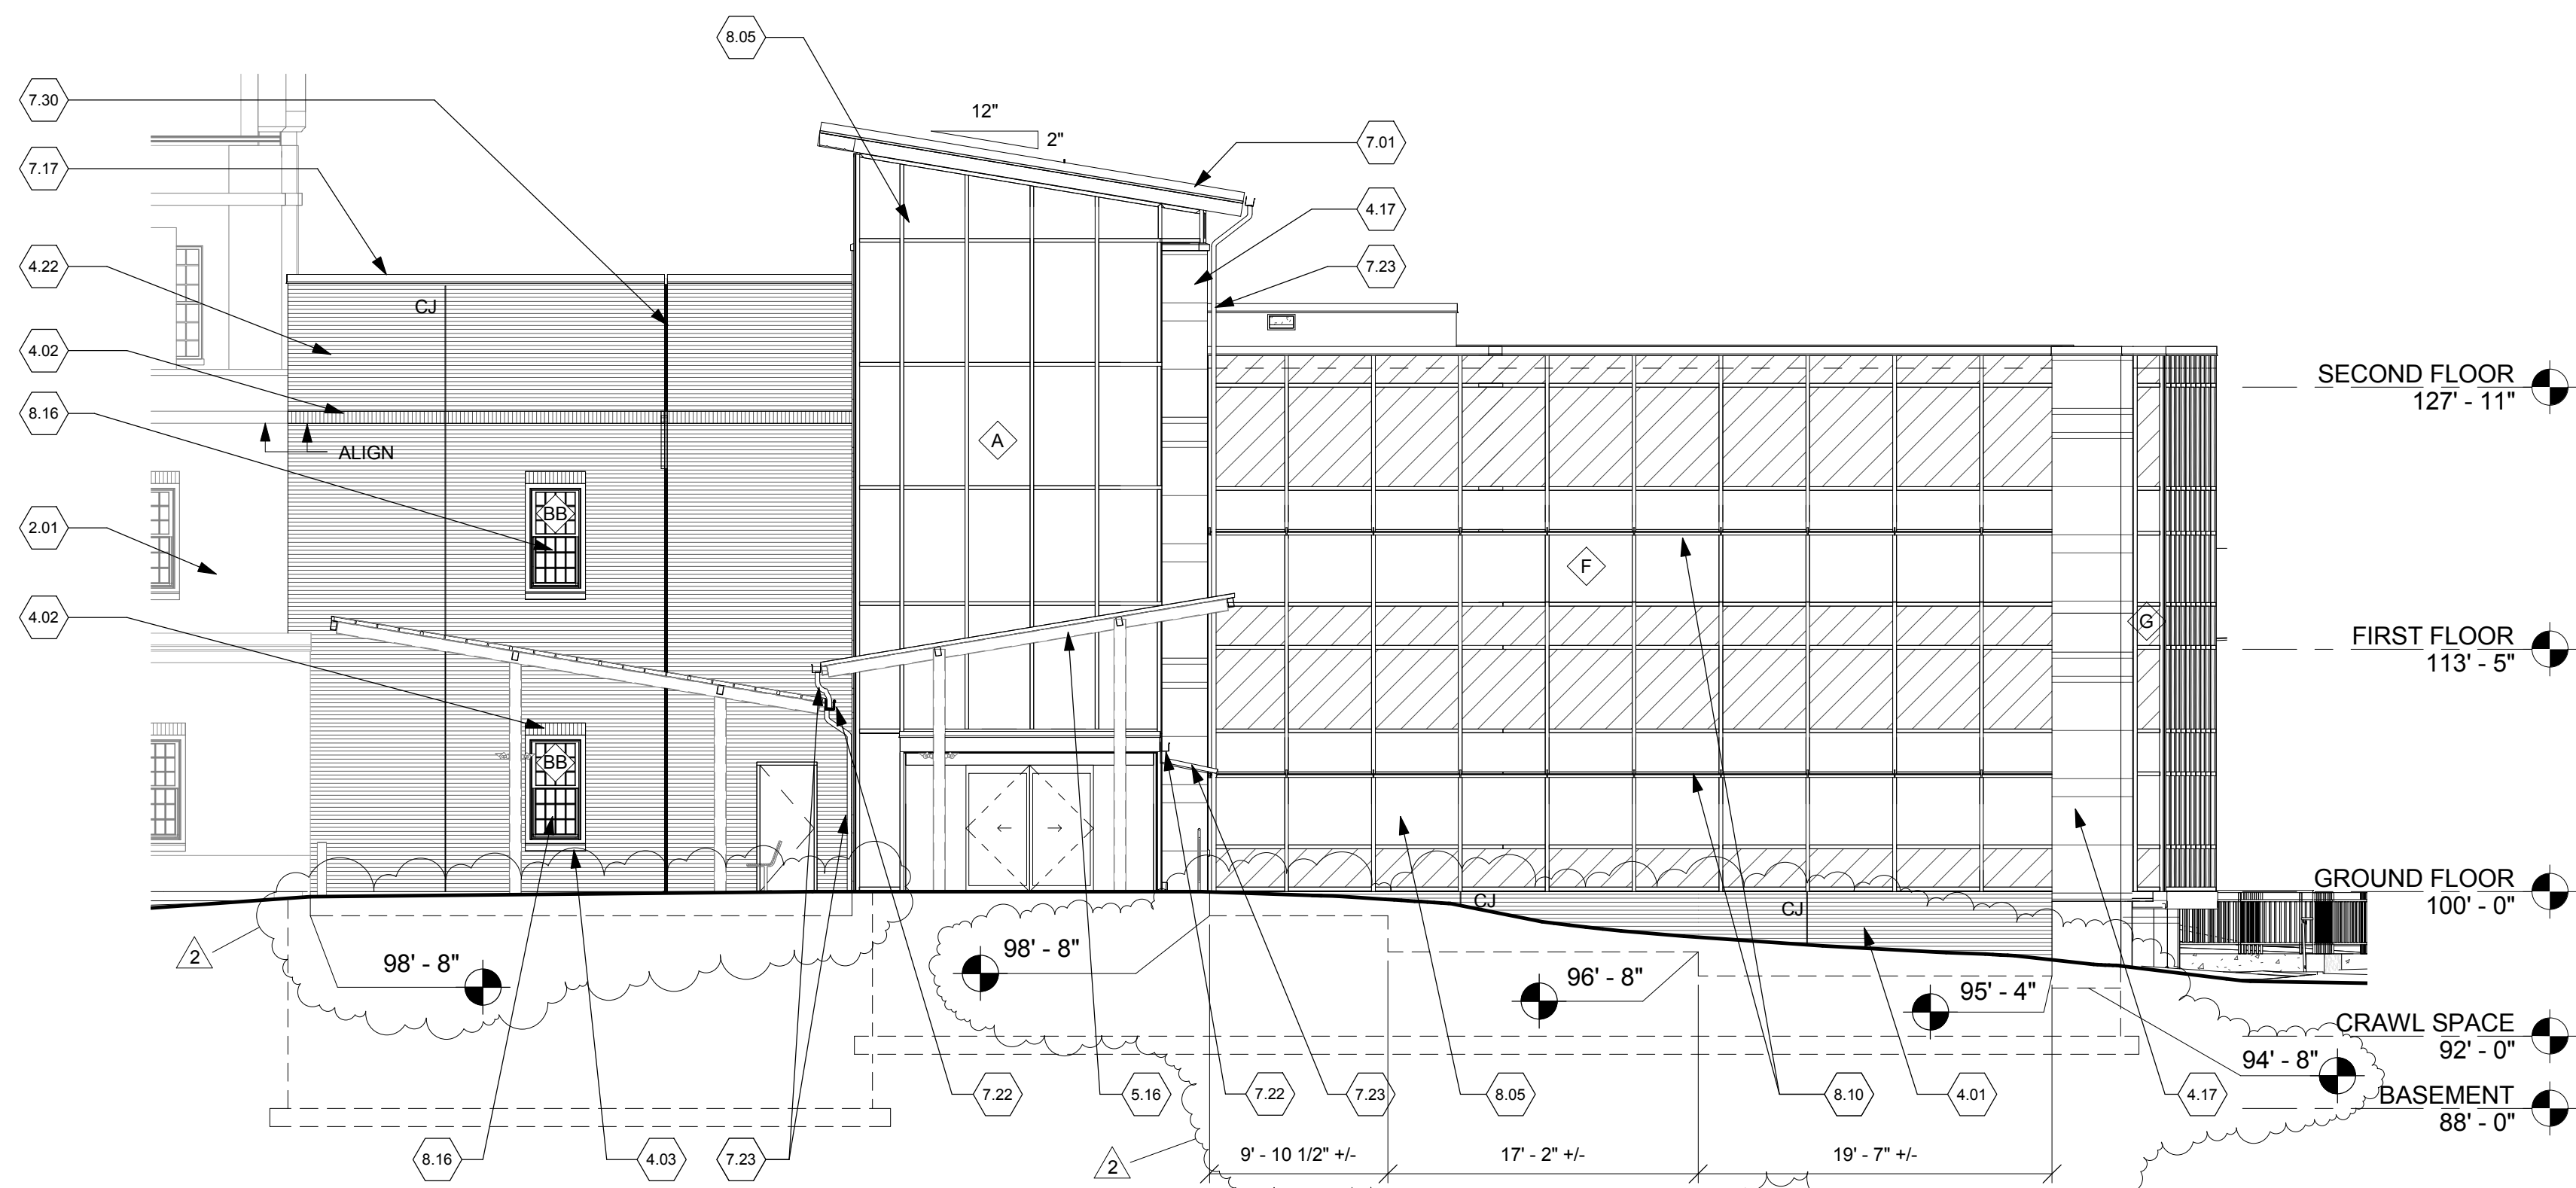 8.05
7.30
12"
2"
7.01
7.17
4.17
4.22
7.23
CJ
4.02
SECOND FLOOR
127' - 11"
8.16
A
ALIGN
BB
2.01
F
4.02
G
FIRST FLOOR
113' - 5"
BB
GROUND FLOOR
100' - 0"
CJ
CJ
2
98' - 8"
98' - 8"
96' - 8"
95' - 4"
CRAWL SPACE
92' - 0"
94' - 8"
7.22
5.16
7.22
7.23
8.05
8.10
4.01
4.17
BASEMENT
88' - 0"
8.16
4.03
7.23
2
9' - 10 1/2" +/-
17' - 2" +/-
19' - 7" +/-